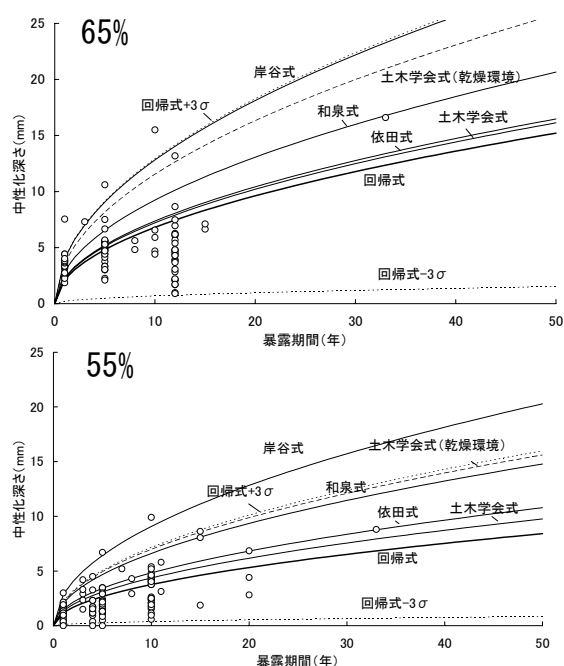 65%
25
20
15
10
5
0
中性化深さ(mm)
岸谷式
回帰式+3σ
土木学会式(乾燥環境)
和泉式
土木学会式
依田式
回帰式
回帰式-3σ
0 10 20 30 40 50
暴露期間(年)
55%
25
20
15
10
5
0
中性化深さ(mm)
岸谷式
土木学会式(乾燥環境)
回帰式+3σ
和泉式
依田式
土木学会式
回帰式
回帰式-3σ
0 10 20 30 40 50
暴露期間(年)